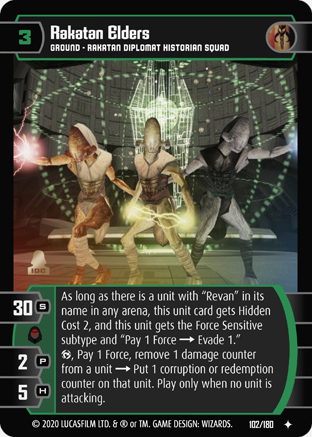 3 Rakatan Elders
GROUND - RAKATAN DIPLOMAT HISTORIAN SQUAD
IDC
30 S
2 P
5 H
As long as there is a unit with “Revan” in its
name in any arena, this unit card gets Hidden
Cost 2, and this unit gets the Force Sensitive
subtype and “Pay 1 Force → Evade 1.”
, Pay 1 Force, remove 1 damage counter
from a unit → Put 1 corruption or redemption
counter on that unit. Play only when no unit is
attacking.
© 2020 LUCASFILM LTD. & ® or TM. GAME DESIGN: WIZARDS. 102/180